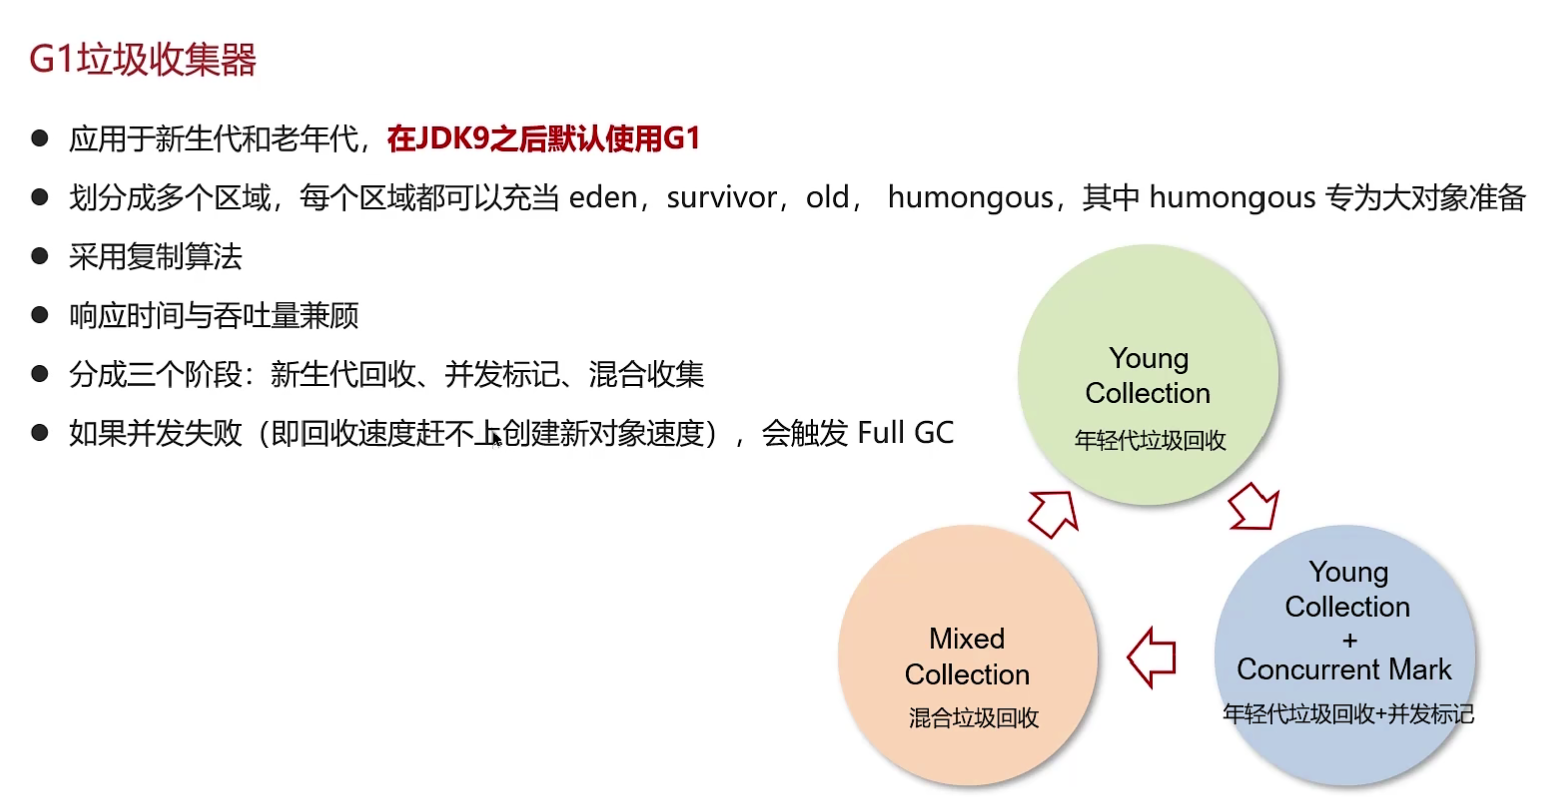 G1垃圾收集器
● 应用于新生代和老年代，在JDK9之后默认使用G1
● 划分成多个区域，每个区域都可以充当 eden，survivor，old， humongous，其中 humongous 专为大对象准备
● 采用复制算法
● 响应时间与吞吐量兼顾
● 分成三个阶段：新生代回收、并发标记、混合收集
● 如果并发失败（即回收速度赶不上创建新对象速度），会触发 Full GC
Young
Collection
年轻代垃圾回收
Young
Collection
+
Concurrent Mark
年轻代垃圾回收+并发标记
Mixed
Collection
混合垃圾回收